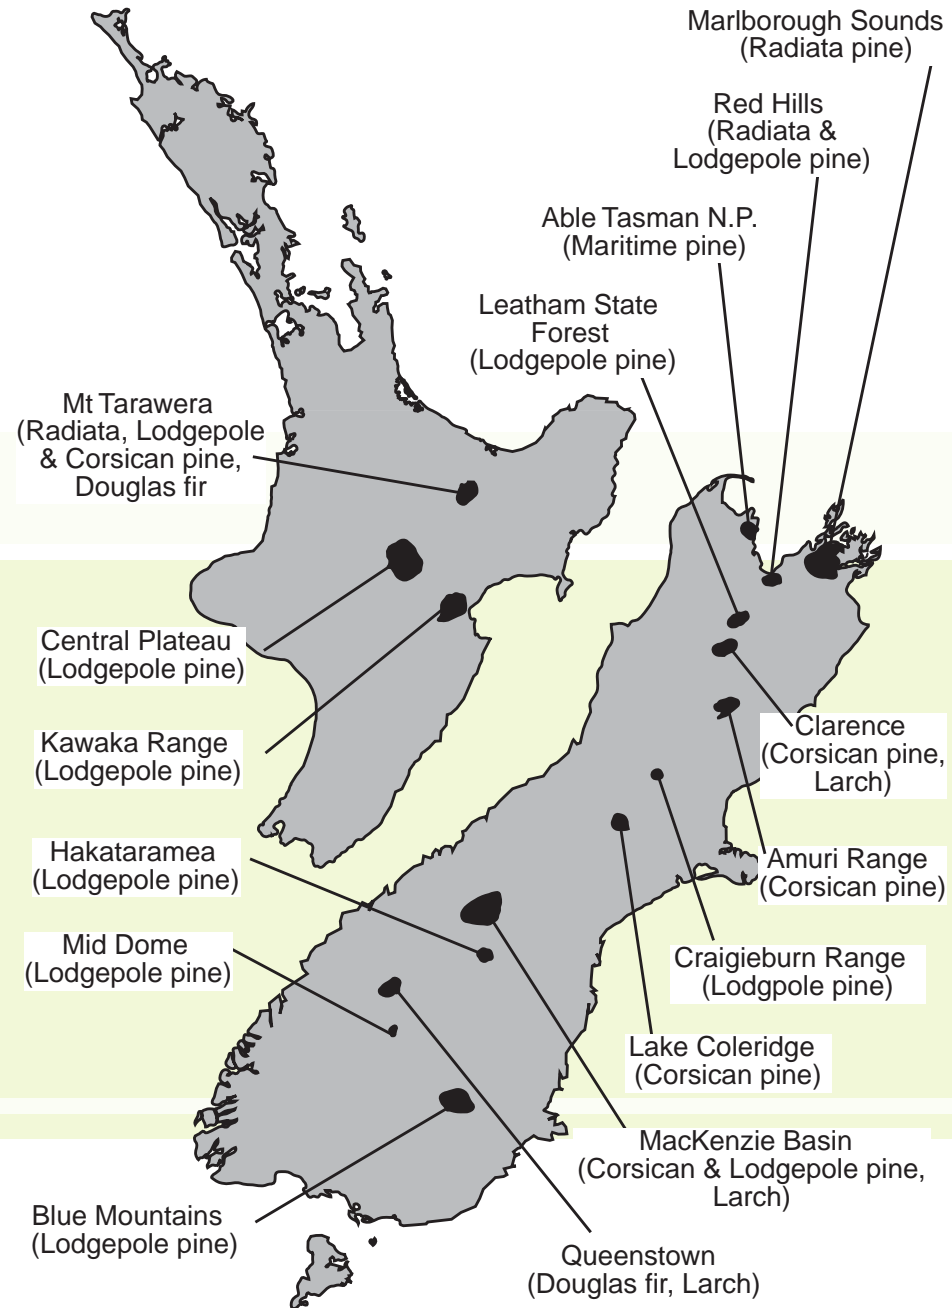 Marlborough Sounds
(Radiata pine)
Red Hills
(Radiata &
Lodgepole pine)
Able Tasman N.P.
(Maritime pine)
Leatham State
Forest
(Lodgepole pine)
Mt Tarawera
(Radiata, Lodgepole
& Corsican pine,
Douglas fir
Central Plateau
(Lodgepole pine)
Kawaka Range
(Lodgepole pine)
Clarence
(Corsican pine,
Larch)
Hakataramea
(Lodgepole pine)
Amuri Range
(Corsican pine)
Mid Dome
(Lodgepole pine)
Craigieburn Range
(Lodgpole pine)
Lake Coleridge
(Corsican pine)
MacKenzie Basin
(Corsican & Lodgepole pine,
Larch)
Blue Mountains
(Lodgepole pine)
Queenstown
(Douglas fir, Larch)